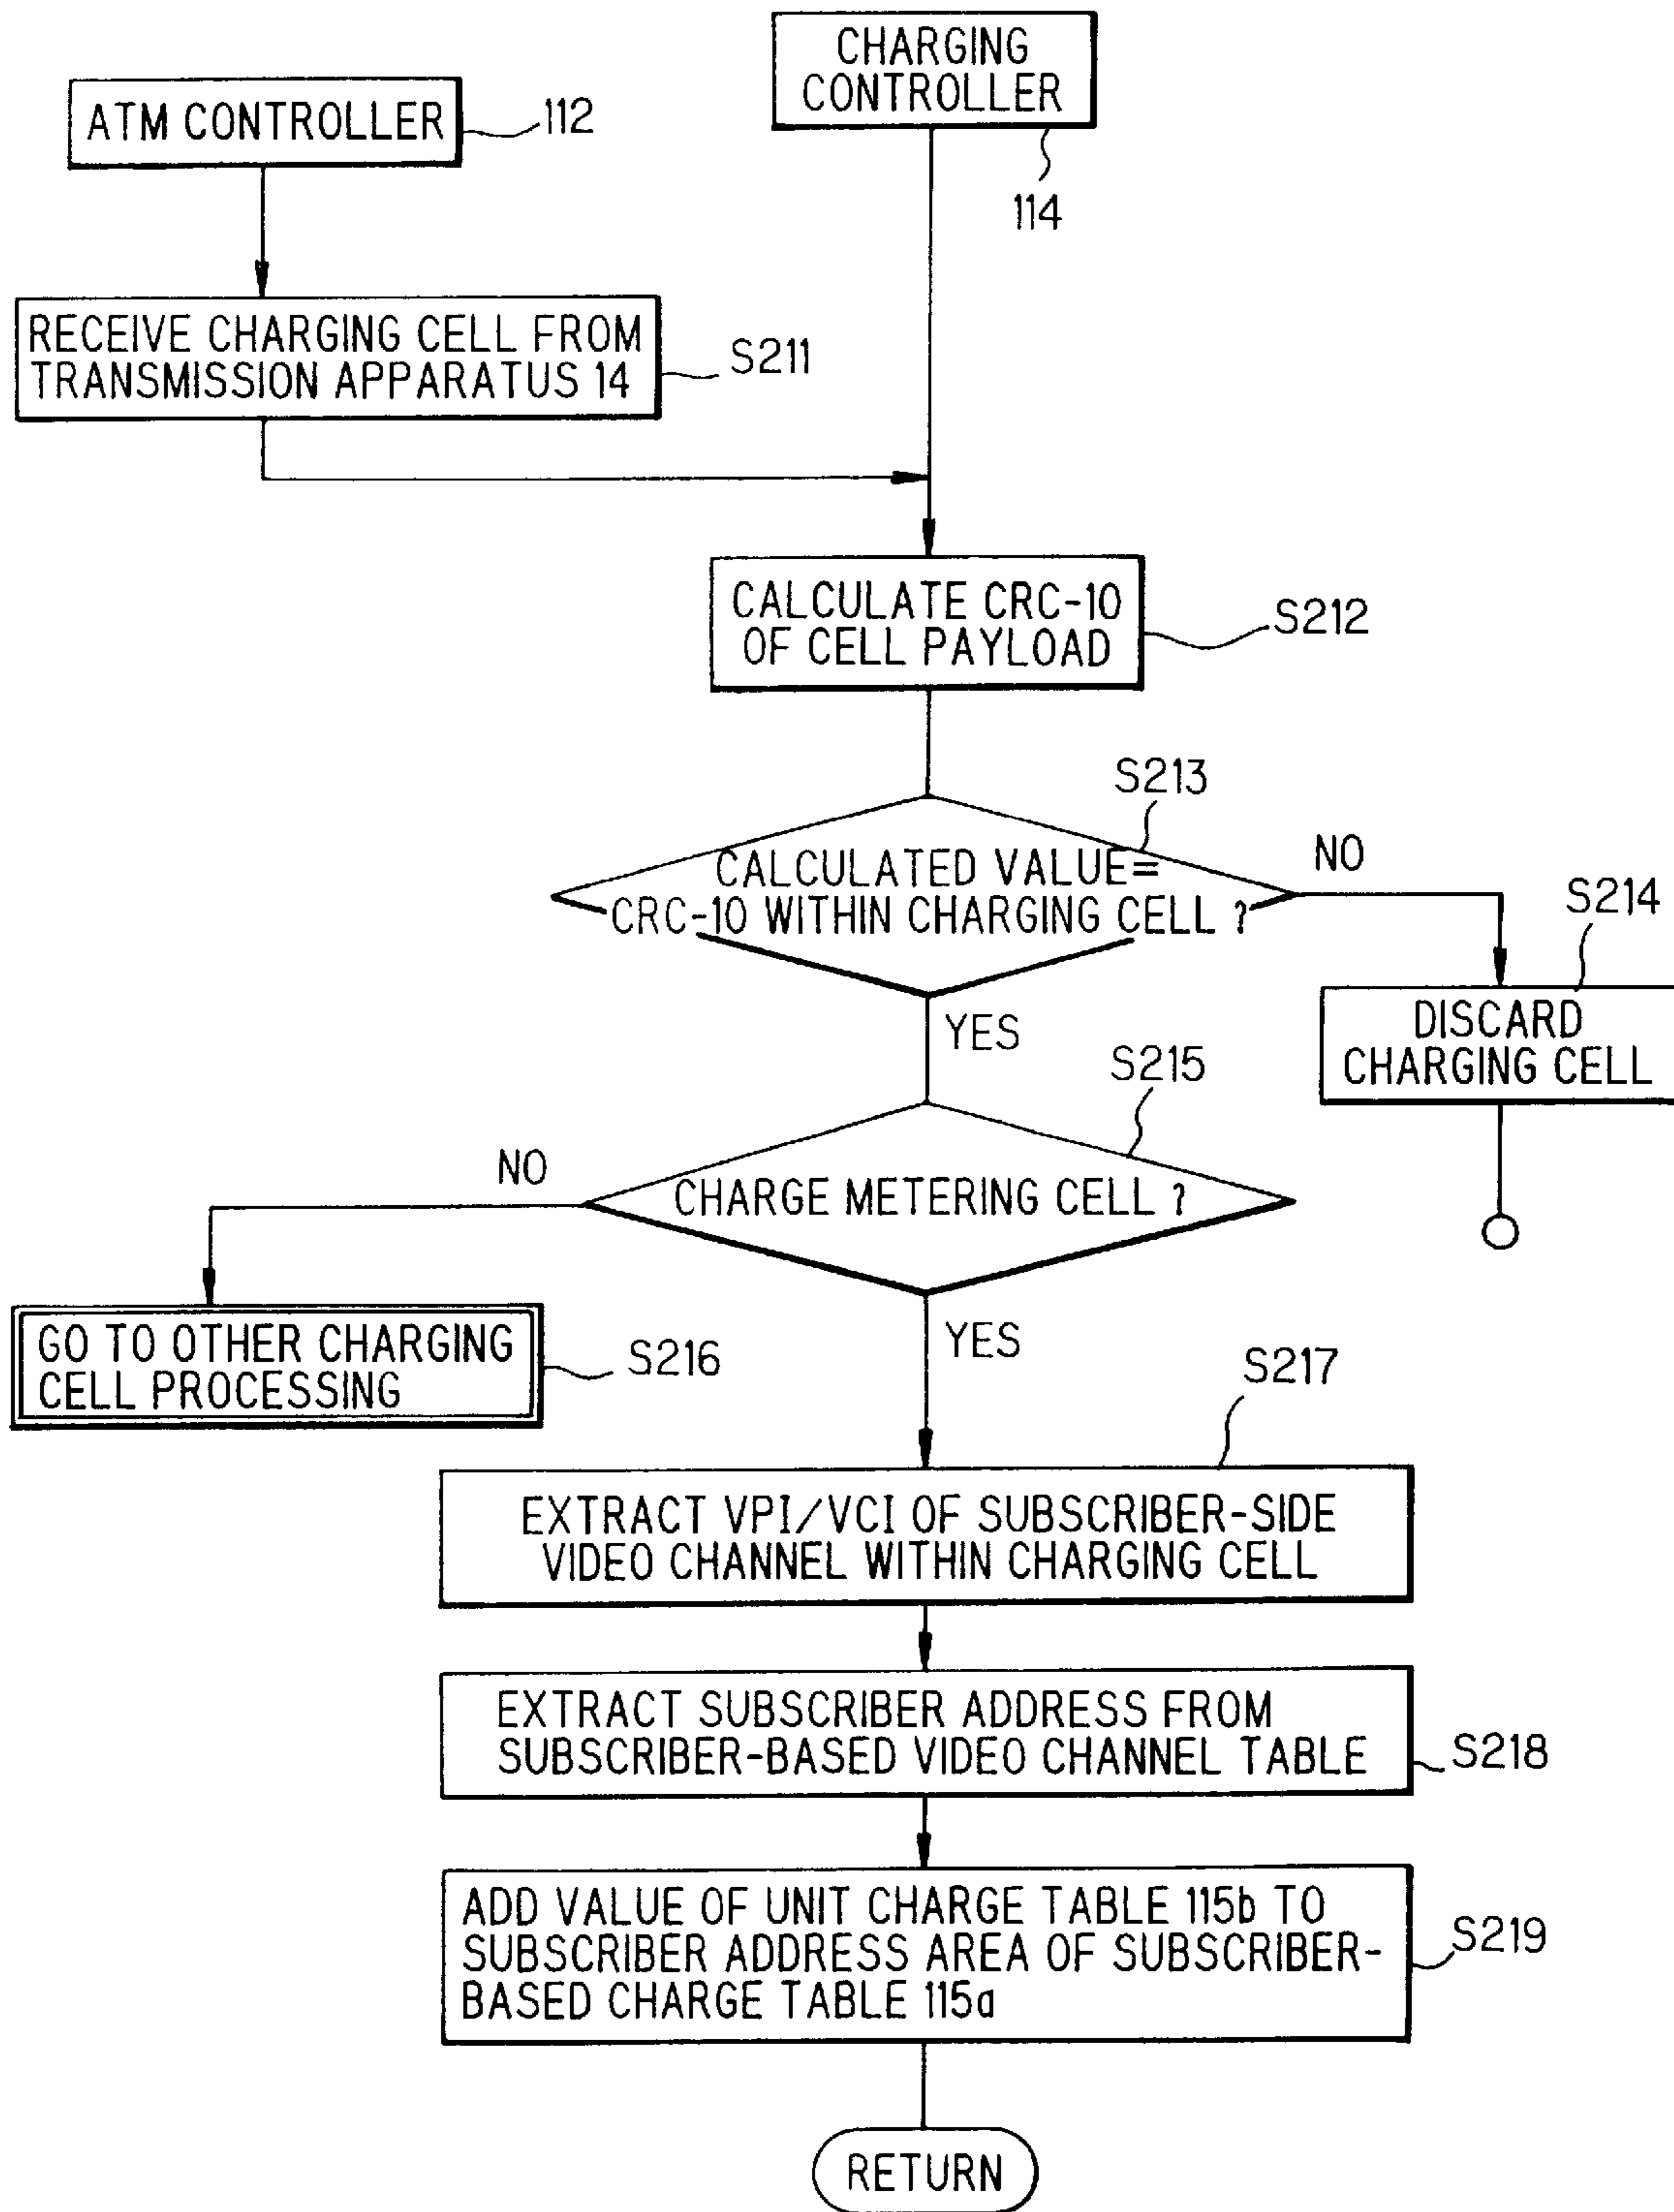 CHARGING
CONTROLLER
114
ATM CONTROLLER
112
RECEIVE CHARGING CELL FROM
TRANSMISSION APPARATUS 14
S211
CALCULATE CRC-10
OF CELL PAYLOAD
S212
S213
CALCULATED VALUE=
CRC-10 WITHIN CHARGING CELL ?
NO
S214
DISCARD
CHARGING CELL
YES
S215
CHARGE METERING CELL ?
NO
GO TO OTHER CHARGING
CELL PROCESSING
S216
YES
S217
EXTRACT VPI/VCI OF SUBSCRIBER-SIDE
VIDEO CHANNEL WITHIN CHARGING CELL
EXTRACT SUBSCRIBER ADDRESS FROM
SUBSCRIBER-BASED VIDEO CHANNEL TABLE
S218
ADD VALUE OF UNIT CHARGE TABLE 115b TO
SUBSCRIBER ADDRESS AREA OF SUBSCRIBER-
BASED CHARGE TABLE 115a
S219
RETURN